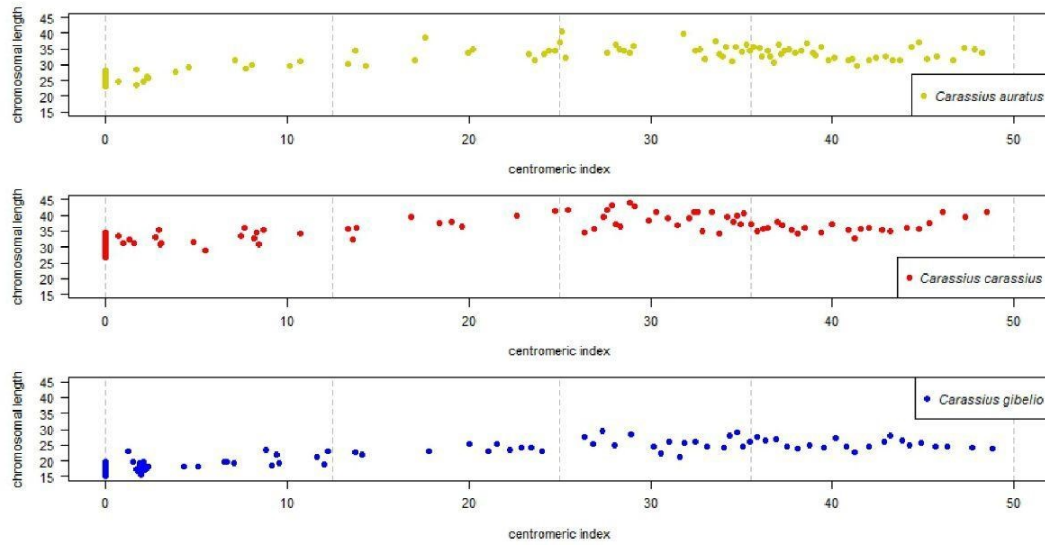 chromosomal length
45
40
35
30
25
20
15
Carassius auratus
0 10 20 30 40 50
centromeric index
chromosomal length
45
40
35
30
25
20
15
Carassius carassius
0 10 20 30 40 50
centromeric index
chromosomal length
45
40
35
30
25
20
15
Carassius gibelio
0 10 20 30 40 50
centromeric index